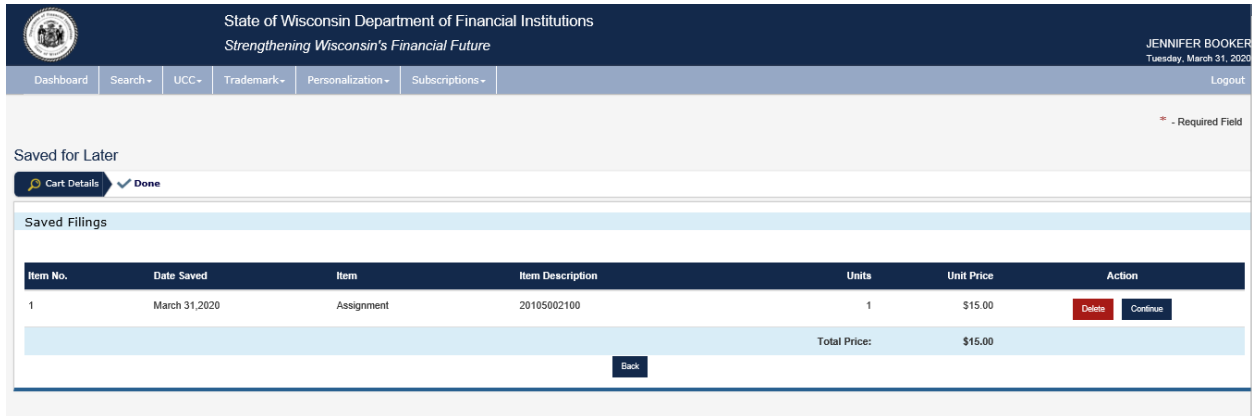 State of Wisconsin Department of Financial Institutions
Strengthening Wisconsin's Financial Future
JENNIFER BOOKER
Tuesday, March 31, 2020
Dashboard Search UCC Trademark Personalization Subscriptions Logout
* - Required Field
Saved for Later
Cart Details Done
Saved Filings
Item No. Date Saved Item Item Description Units Unit Price Action
1 March 31,2020 Assignment 20105002100 1 $15.00 Delete Continue
Total Price: $15.00
Back